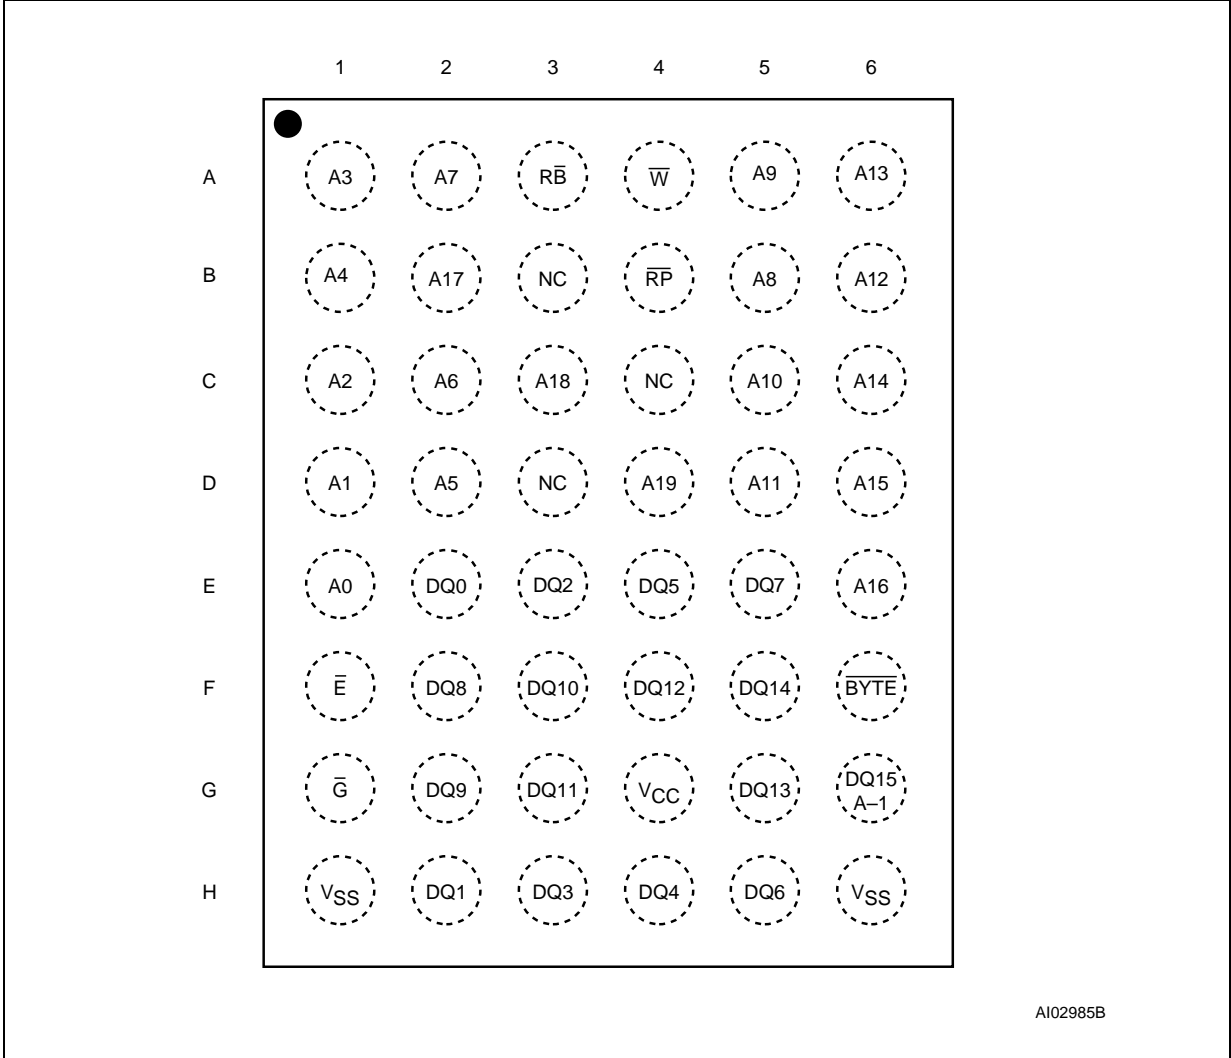 1 2 3 4 5 6
A A3 A7 RB̅ W̅ A9 A13
B A4 A17 NC R̅P̅ A8 A12
C A2 A6 A18 NC A10 A14
D A1 A5 NC A19 A11 A15
E A0 DQ0 DQ2 DQ5 DQ7 A16
F E̅ DQ8 DQ10 DQ12 DQ14 B̅Y̅T̅E̅
G G̅ DQ9 DQ11 VCC DQ13 DQ15
A–1
H VSS DQ1 DQ3 DQ4 DQ6 VSS
AI02985B